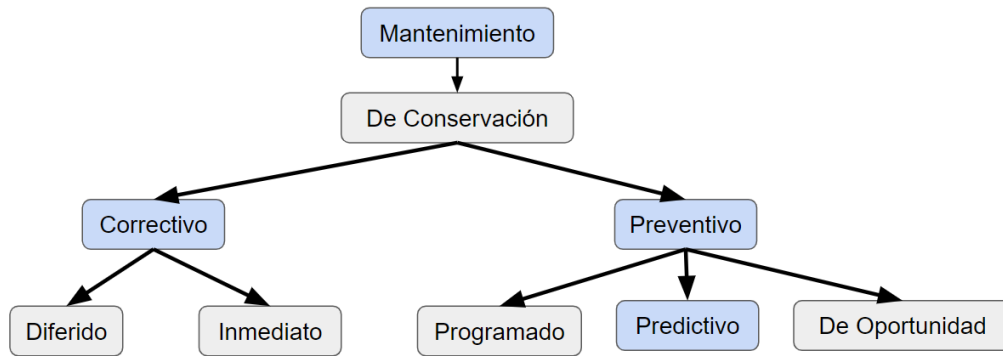 Mantenimiento
De Conservación
Correctivo
Preventivo
Diferido
Inmediato
Programado
Predictivo
De Oportunidad